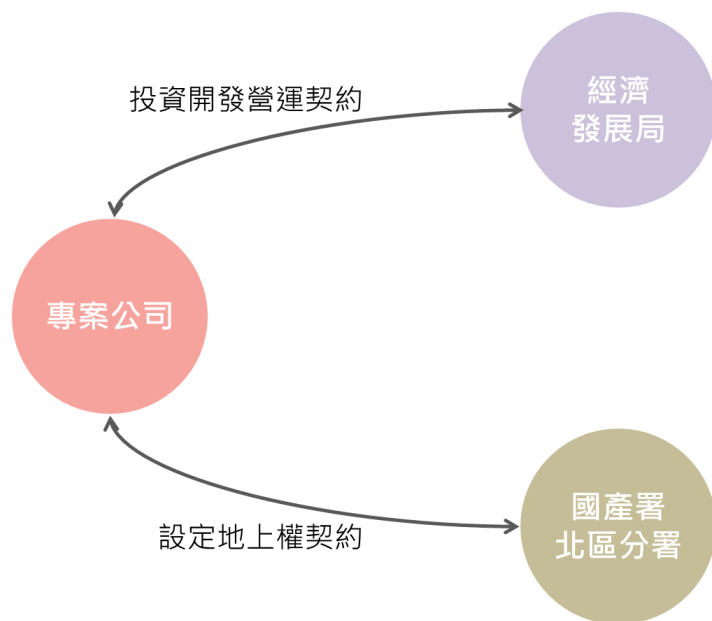 投資開發營運契約
經濟
發展局
專案公司
設定地上權契約
國產署
北區分署